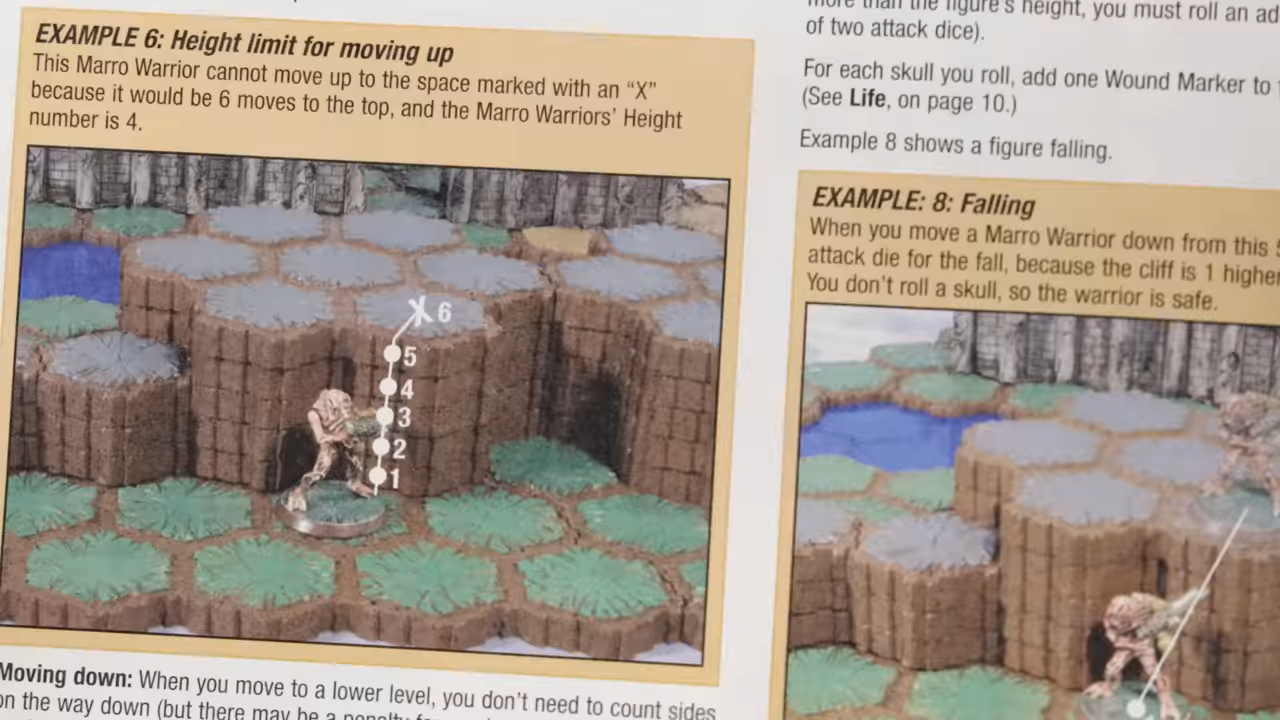 EXAMPLE 6: Height limit for moving up
This Marro Warrior cannot move up to the space marked with an “X”
because it would be 6 moves to the top, and the Marro Warriors’ Height
number is 4.
X 6
5
4
3
2
1
Moving down: When you move to a lower level, you don’t need to count sides
on the way down (but there may be a penalty
more than the figure’s height, you must roll an
of two attack dice).
For each skull you roll, add one Wound Marker to
(See Life, on page 10.)
Example 8 shows a figure falling.
EXAMPLE: 8: Falling
When you move a Marro Warrior down from this
attack die for the fall, because the cliff is 1 higher
You don’t roll a skull, so the warrior is safe.